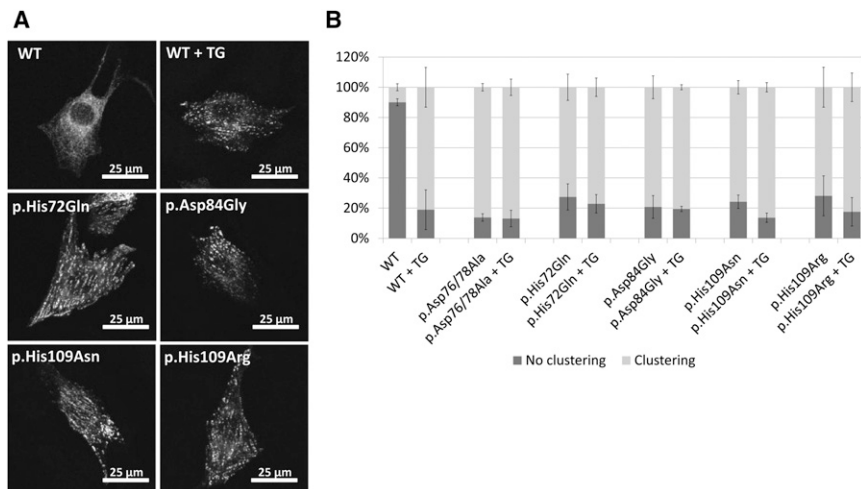 A
WT
25 µm
WT + TG
25 µm
p.His72Gln
25 µm
p.Asp84Gly
25 µm
p.His109Asn
25 µm
p.His109Arg
25 µm
B
120%
100%
80%
60%
40%
20%
0%
WT
WT + TG
p.Asp76/78Ala
p.Asp76/78Ala + TG
p.His72Gln
p.His72Gln + TG
p.Asp84Gly
p.Asp84Gly + TG
p.His109Asn
p.His109Asn + TG
p.His109Arg
p.His109Arg + TG
No clustering
Clustering